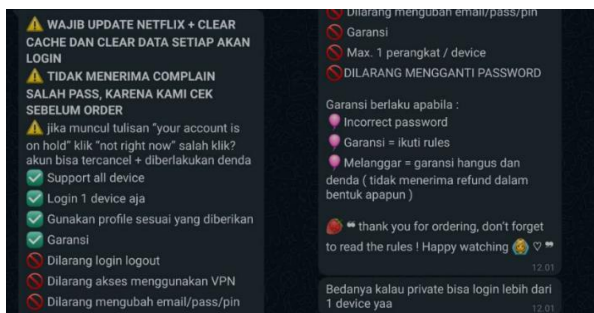 ⚠️ WAJIB UPDATE NETFLIX + CLEAR
CACHE DAN CLEAR DATA SETIAP AKAN
LOGIN
⚠️ TIDAK MENERIMA COMPLAIN
SALAH PASS, KARENA KAMI CEK
SEBELUM ORDER
⚠️ jika muncul tulisan "your account is
on hold" klik "not right now" salah klik?
akun bisa tercancel + diberlakukan denda
✅ Support all device
✅ Login 1 device aja
✅ Gunakan profile sesuai yang diberikan
✅ Garansi
🚫 Dilarang login logout
🚫 Dilarang akses menggunakan VPN
🚫 Dilarang mengubah email/pass/pin
🚫 Dilarang mengubah email/pass/pin
🚫 Garansi
🚫 Max. 1 perangkat / device
🚫DILARANG MENGGANTI PASSWORD
Garansi berlaku apabila :
🎈 Incorrect password
🎈 Garansi = ikuti rules
🎈 Melanggar = garansi hangus dan
denda ( tidak menerima refund dalam
bentuk apapun )
🍓 ❝ thank you for ordering, don't forget
to read the rules ! Happy watching 👼 ♡ ❞
12.01
Bedanya kalau private bisa login lebih dari
1 device yaa
12.01